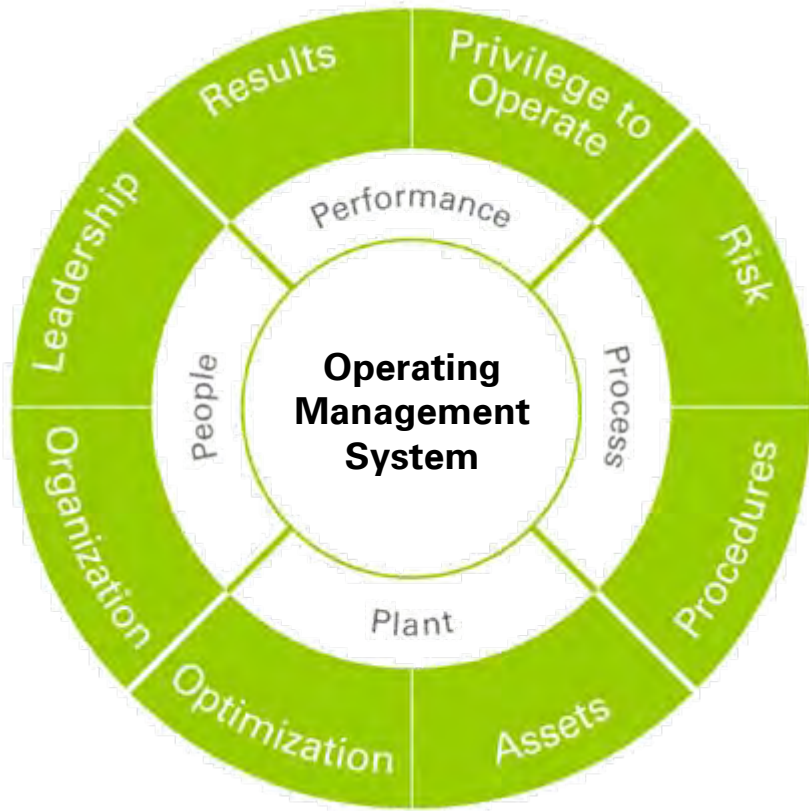 Results
Privilege to
Operate
Risk
Procedures
Assets
Optimization
Organization
Leadership
Performance
Process
Plant
People
Operating
Management
System